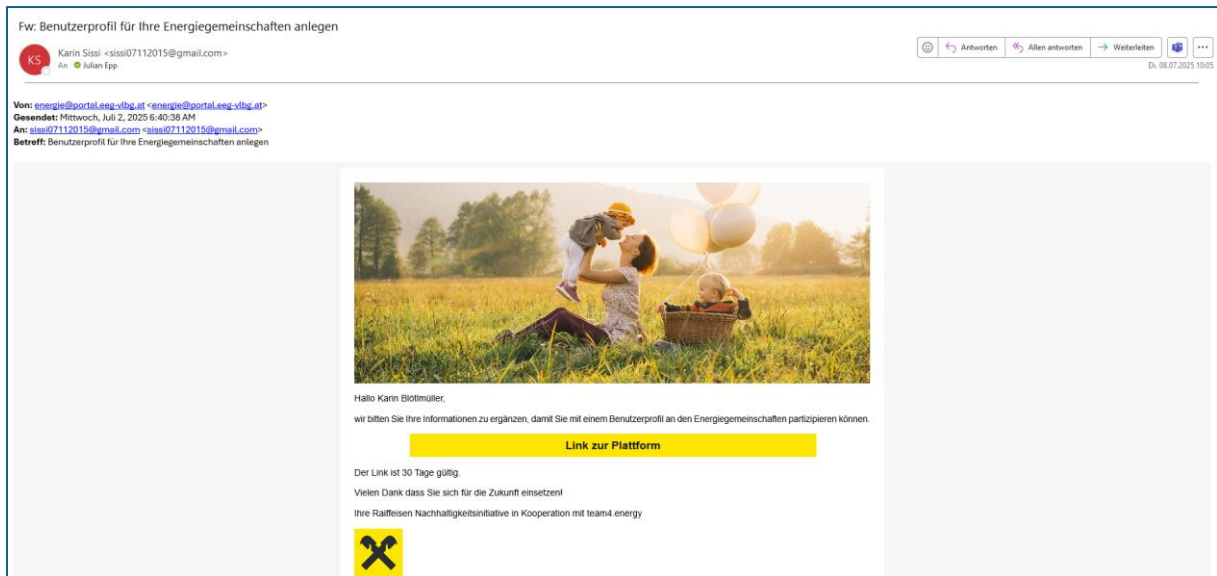 Fw: Benutzerprofil für Ihre Energiegemeinschaften anlegen
KS
Karin Sissi <sissi07112015@gmail.com>
An Julian Epp
Antworten
Allen antworten
Weiterleiten
Di. 08.07.2025 10:05
Von: energie@portal.eeg-vlbg.at <energie@portal.eeg-vlbg.at>
Gesendet: Mittwoch, Juli 2, 2025 6:40:38 AM
An: sissi07112015@gmail.com <sissi07112015@gmail.com>
Betreff: Benutzerprofil für Ihre Energiegemeinschaften anlegen
Hallo Karin Blötlmüller,
wir bitten Sie Ihre Informationen zu ergänzen, damit Sie mit einem Benutzerprofil an den Energiegemeinschaften partizipieren können.
Link zur Plattform
Der Link ist 30 Tage gültig.
Vielen Dank dass Sie sich für die Zukunft einsetzen!
Ihre Raiffeisen Nachhaltigkeitsinitiative in Kooperation mit team4.energy